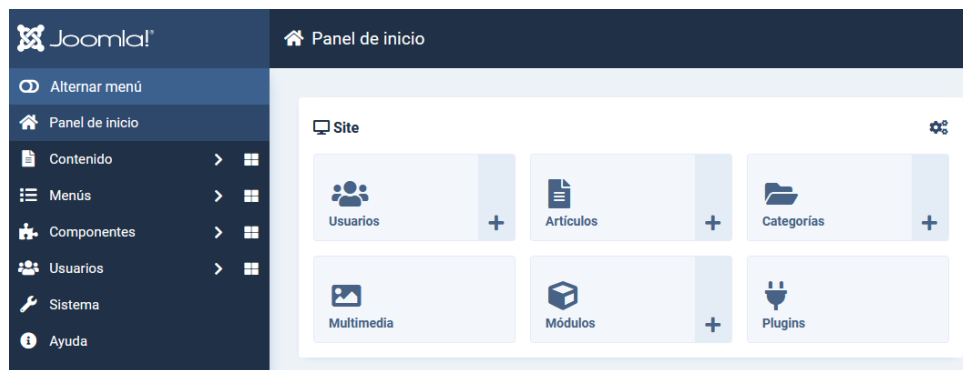 Joomla!
Panel de inicio
Alternar menú
Panel de inicio
Contenido
Menús
Componentes
Usuarios
Sistema
Ayuda
Site
Usuarios
Artículos
Categorías
Multimedia
Módulos
Plugins